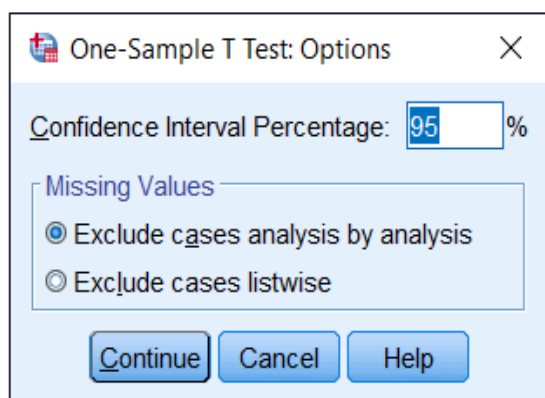 One-Sample T Test: Options
Confidence Interval Percentage: 95 %
Missing Values
Exclude cases analysis by analysis
Exclude cases listwise
Continue Cancel Help